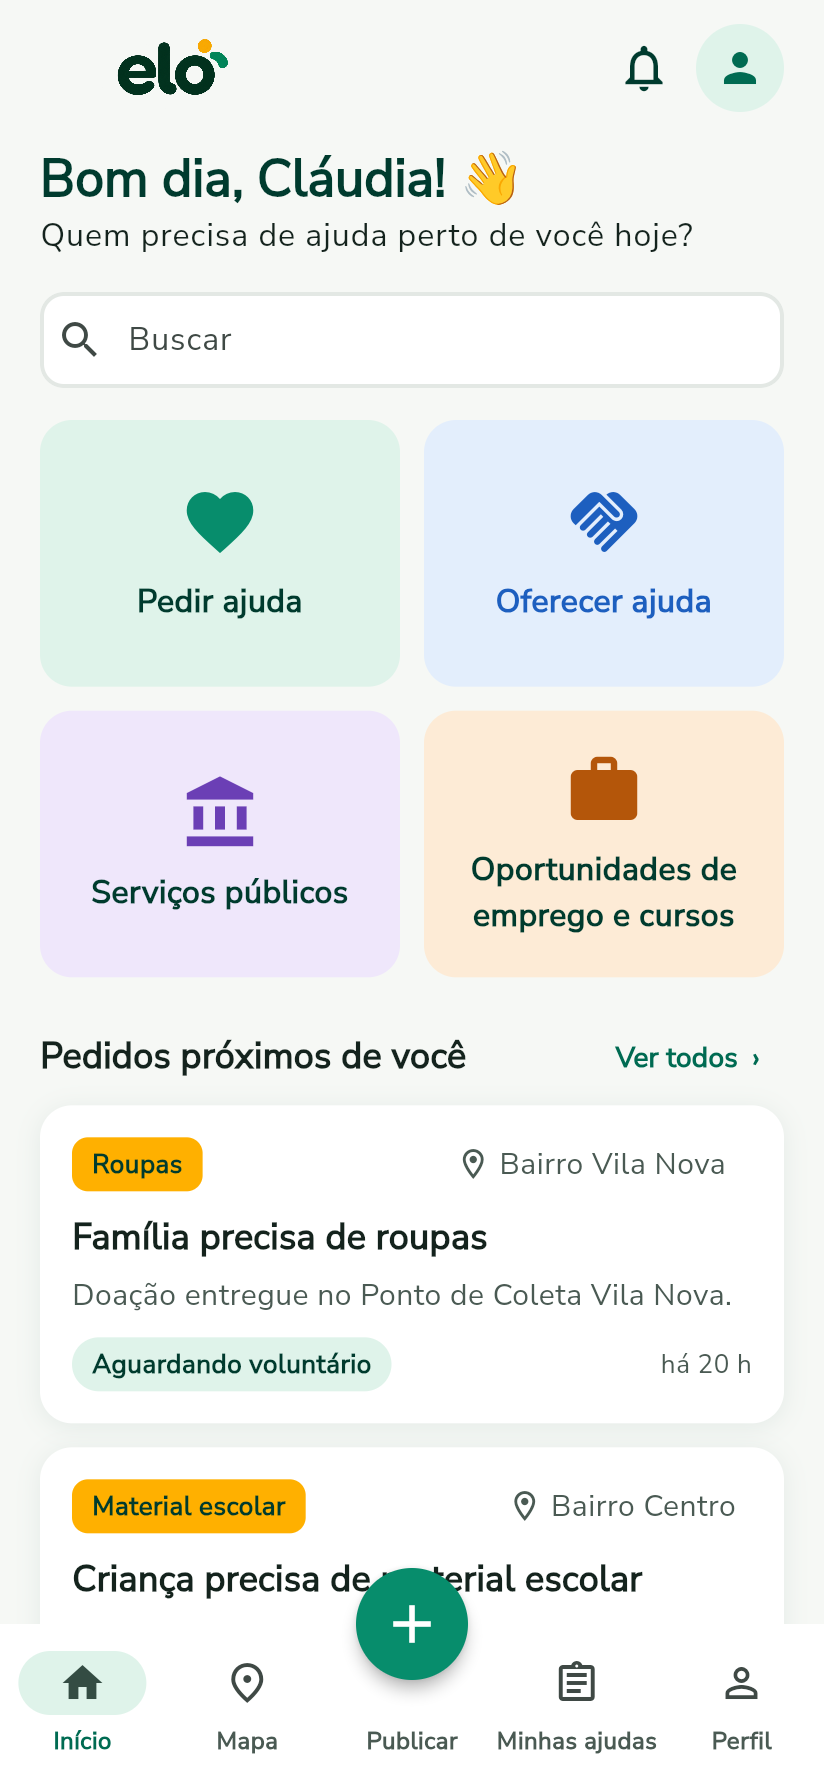 elo
Bom dia, Cláudia! 👋
Quem precisa de ajuda perto de você hoje?
Buscar
Pedir ajuda
Oferecer ajuda
Serviços públicos
Oportunidades de
emprego e cursos
Pedidos próximos de você
Ver todos ›
Roupas
Bairro Vila Nova
Família precisa de roupas
Doação entregue no Ponto de Coleta Vila Nova.
Aguardando voluntário
há 20 h
Material escolar
Bairro Centro
Criança precisa de material escolar
Início
Mapa
Publicar
Minhas ajudas
Perfil